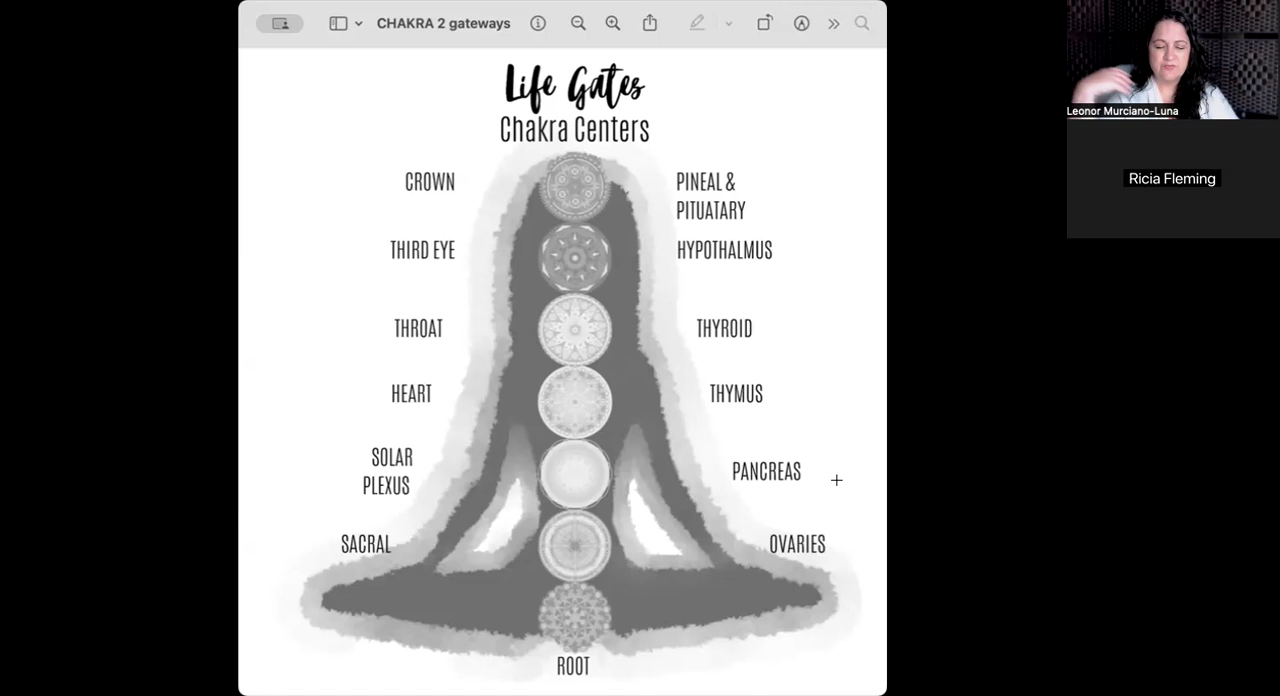 CHAKRA 2 gateways
Life Gates
Chakra Centers
CROWN
PINEAL &
PITUATARY
THIRD EYE
HYPOTHALMUS
THROAT
THYROID
HEART
THYMUS
SOLAR
PLEXUS
PANCREAS
SACRAL
OVARIES
ROOT
Leonor Murciano-Luna
Ricia Fleming